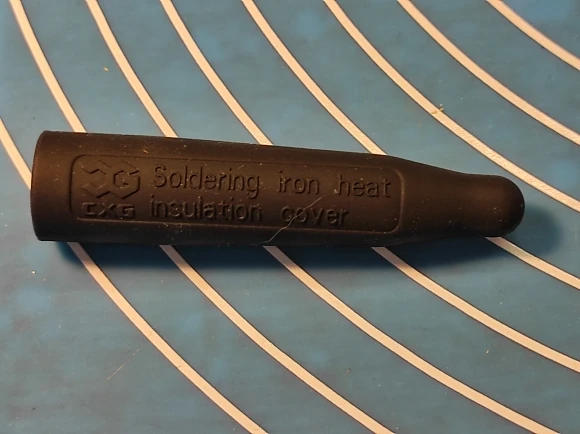 Soldering iron heat
CXG insulation cover